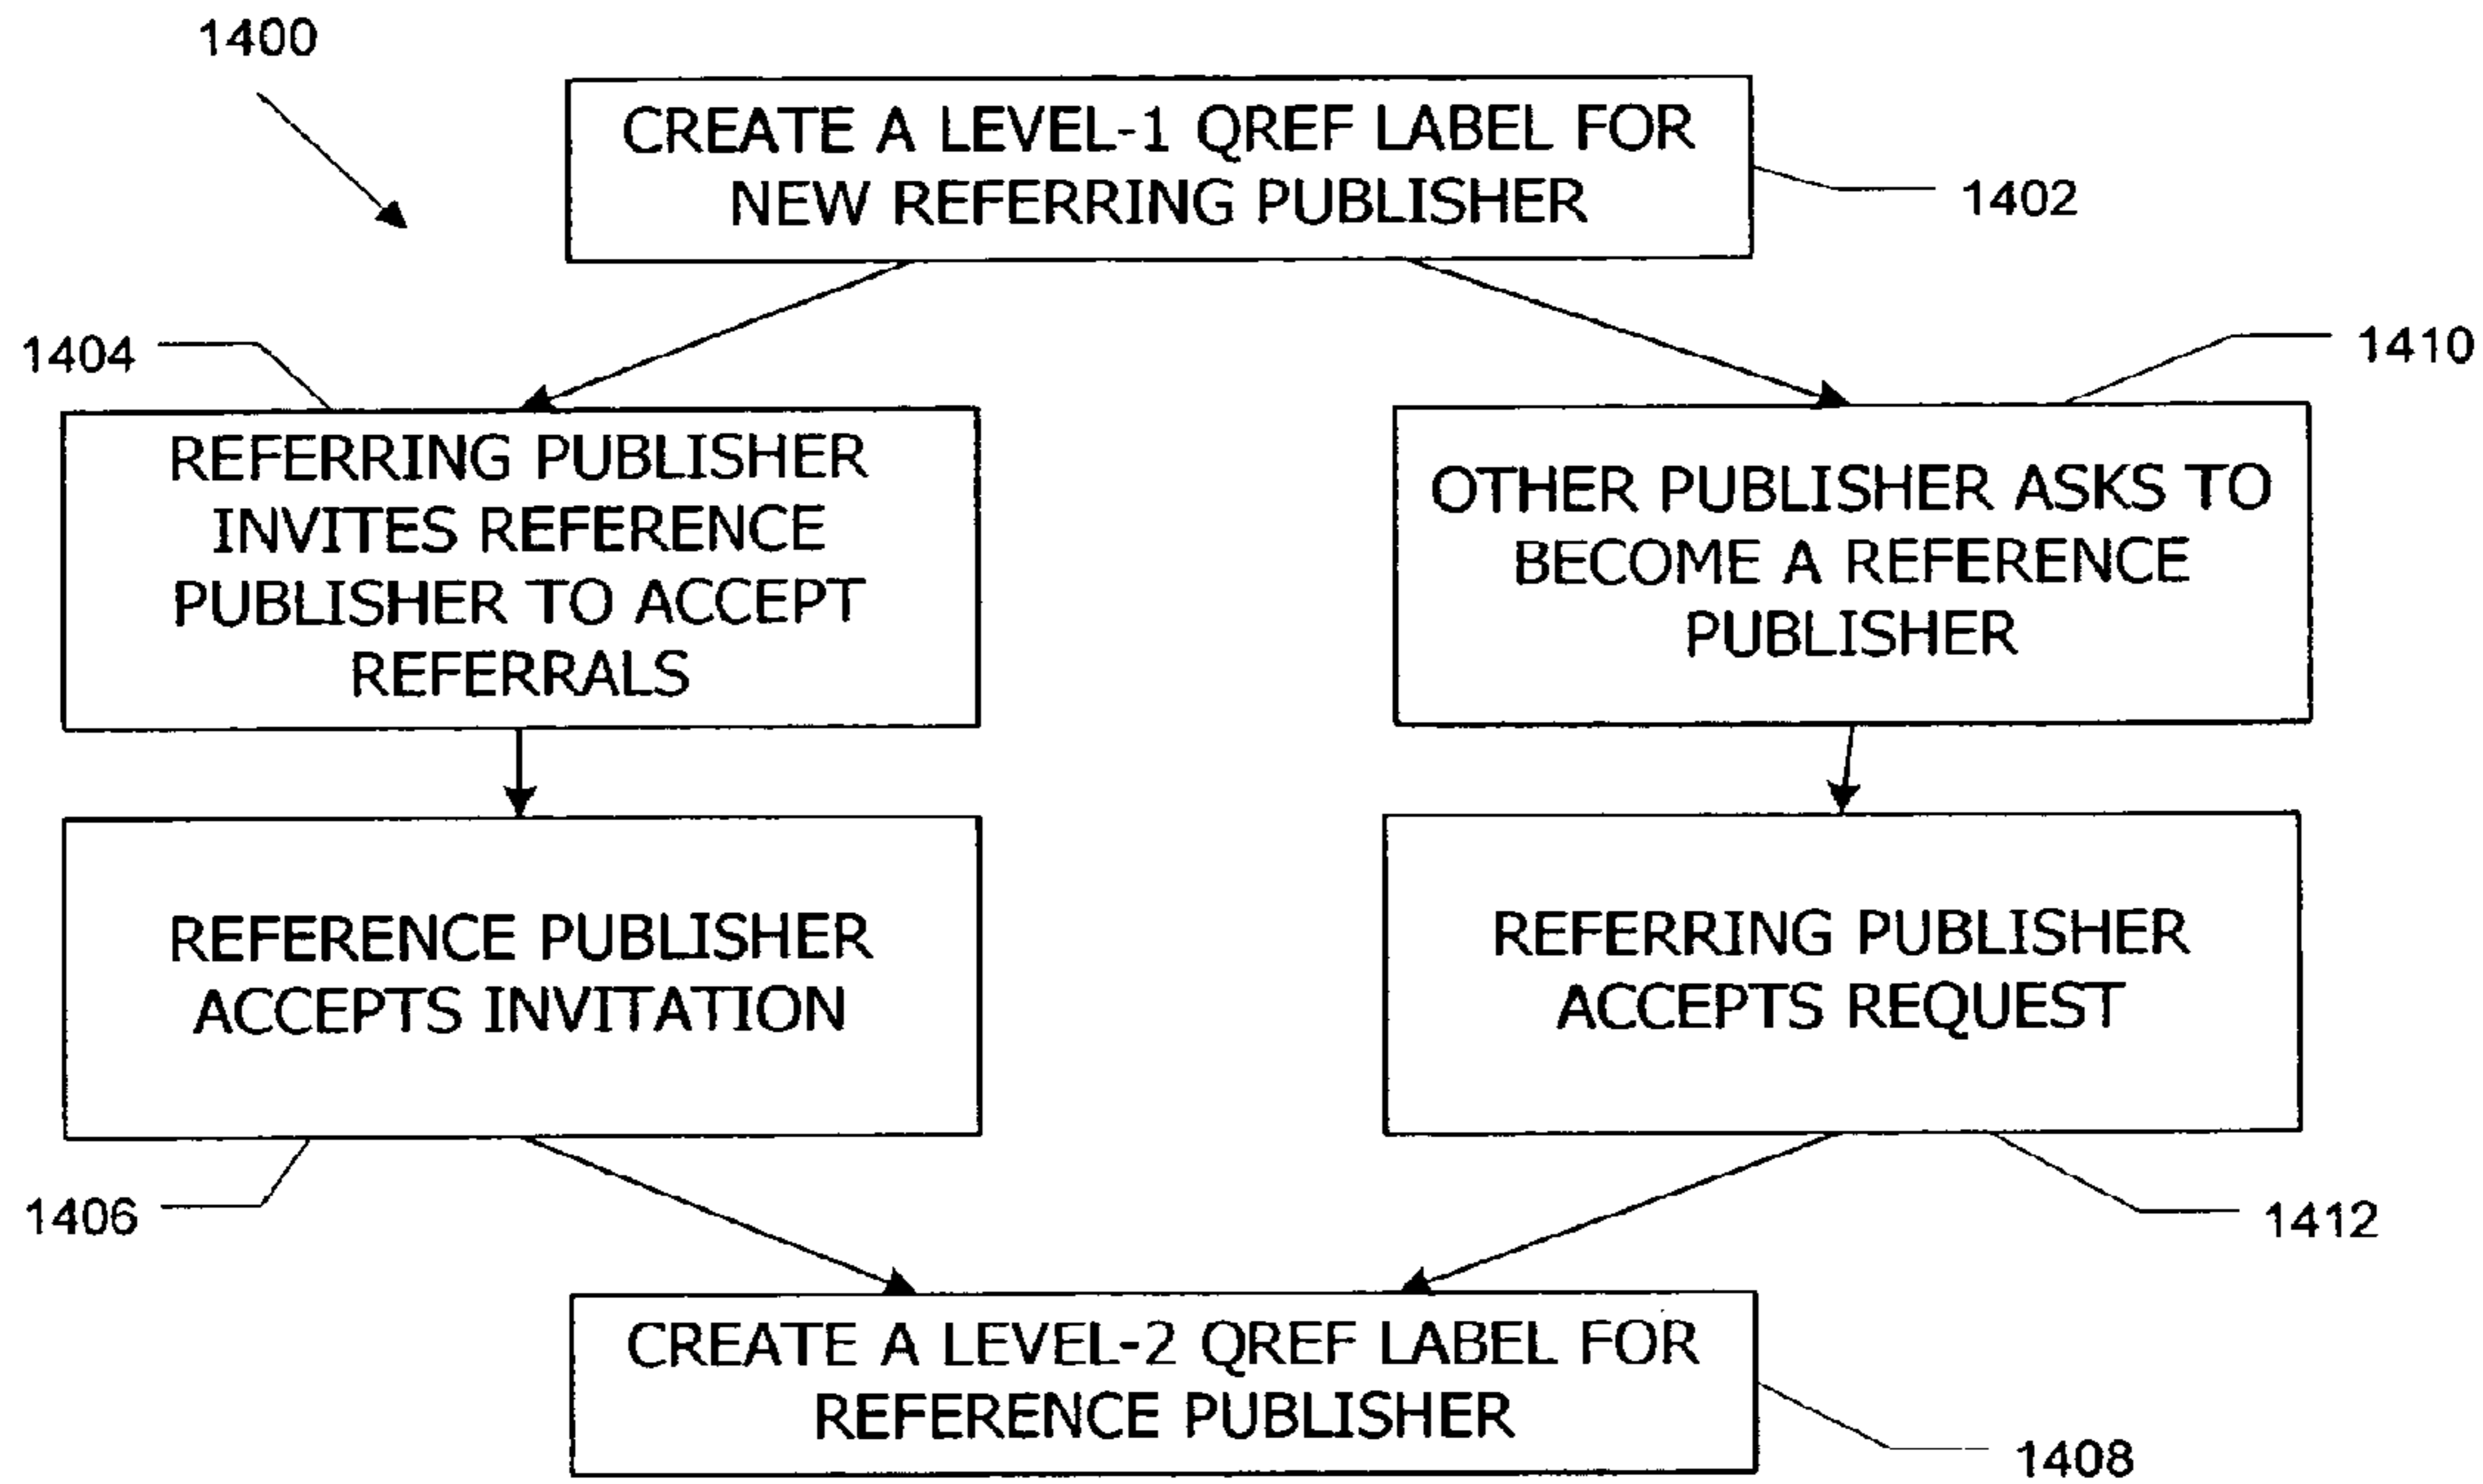 1400
CREATE A LEVEL-1 QREF LABEL FOR
NEW REFERRING PUBLISHER
1402
1404
1410
REFERRING PUBLISHER
INVITES REFERENCE
PUBLISHER TO ACCEPT
REFERRALS
OTHER PUBLISHER ASKS TO
BECOME A REFERENCE
PUBLISHER
REFERENCE PUBLISHER
ACCEPTS INVITATION
REFERRING PUBLISHER
ACCEPTS REQUEST
1406
1412
CREATE A LEVEL-2 QREF LABEL FOR
REFERENCE PUBLISHER
1408